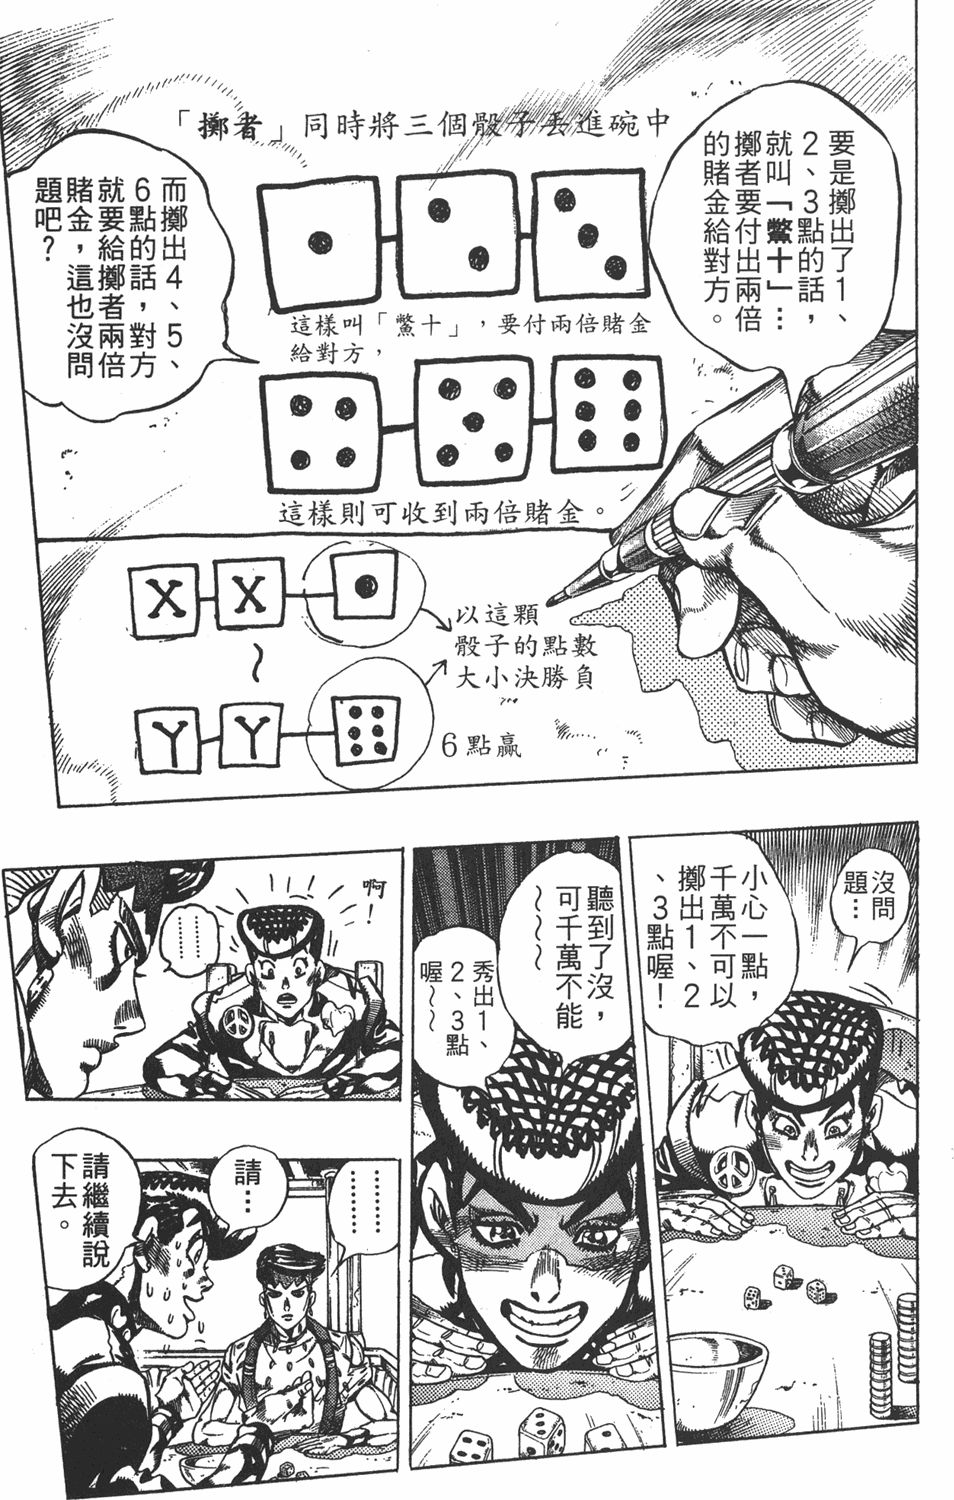 「擲者」同時將三個骰子丟進碗中
要是擲出了1、
2、3點的話，
就叫「鱉十」…
擲者要付出兩倍
的賭金給對方。
而擲出4、5、
6點的話，對方
就要給擲者兩倍
賭金，這也沒問
題吧？
這樣叫「鱉十」，要付兩倍賭金
給對方，
這樣則可收到兩倍賭金。
X X
以這顆
骰子的點數
大小決勝負
Y Y
6點贏
沒問
題…
小心一點，
千萬不可以
擲出1、2
、3點喔！
聽到了沒，
可千萬不能
～～～～
秀出1、
2、3點
喔～～
啊！
………
………
請…
請繼續說
下去。